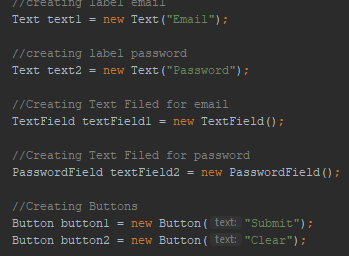 //creating label email
Text text1 = new Text("Email");
//creating label password
Text text2 = new Text("Password");
//Creating Text Filed for email
TextField textField1 = new TextField();
//Creating Text Filed for password
PasswordField textField2 = new PasswordField();
//Creating Buttons
Button button1 = new Button( text: "Submit");
Button button2 = new Button( text: "Clear");